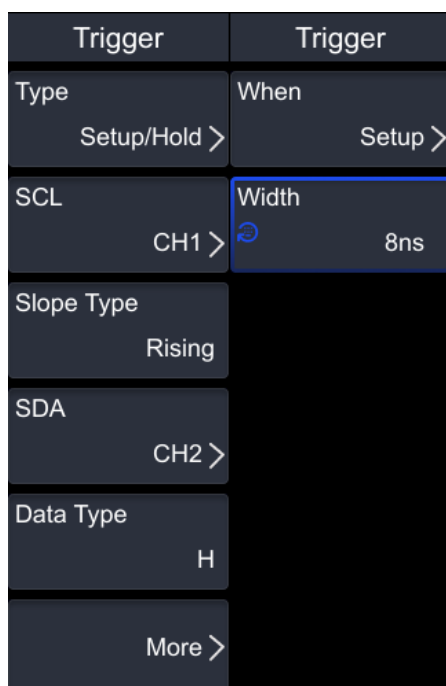 Trigger
Type
Setup/Hold >
SCL
CH1 >
Slope Type
Rising
SDA
CH2 >
Data Type
H
More >
Trigger
When
Setup >
Width
8ns